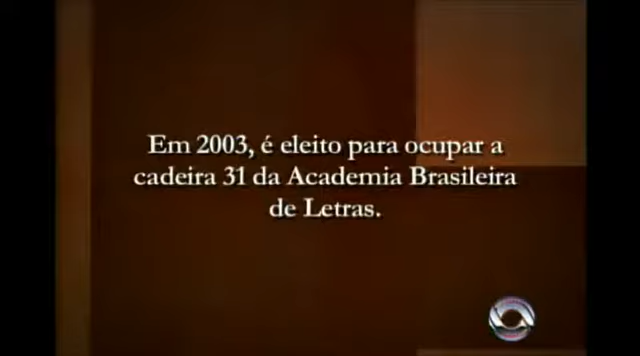 Em 2003, é eleito para ocupar a
cadeira 31 da Academia Brasileira
de Letras.